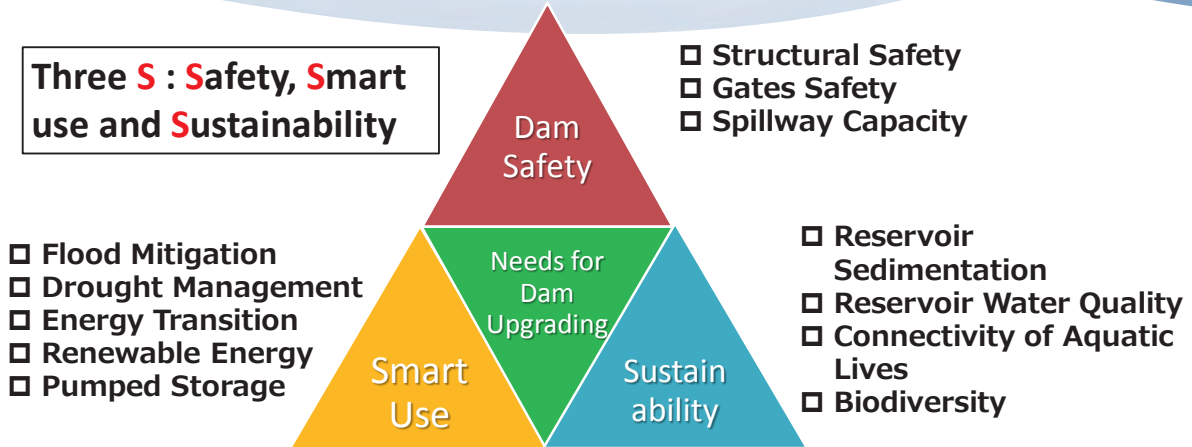 Three S : Safety, Smart
use and Sustainability
Dam
Safety
□ Structural Safety
□ Gates Safety
□ Spillway Capacity
□ Flood Mitigation
□ Drought Management
□ Energy Transition
□ Renewable Energy
□ Pumped Storage
Needs for
Dam
Upgrading
Smart
Use
Sustain
ability
□ Reservoir
Sedimentation
□ Reservoir Water Quality
□ Connectivity of Aquatic
Lives
□ Biodiversity